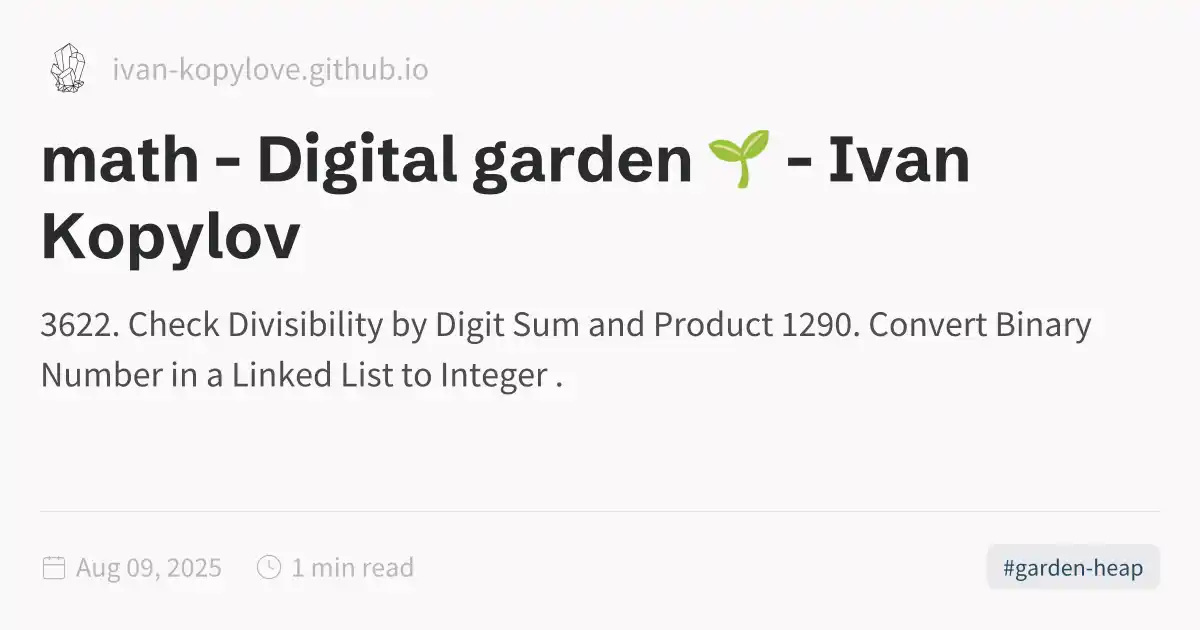 ivan-kopylove.github.io
math - Digital garden 🌱 - Ivan
Kopylov
3622. Check Divisibility by Digit Sum and Product 1290. Convert Binary
Number in a Linked List to Integer .
Aug 09, 2025 1 min read #garden-heap